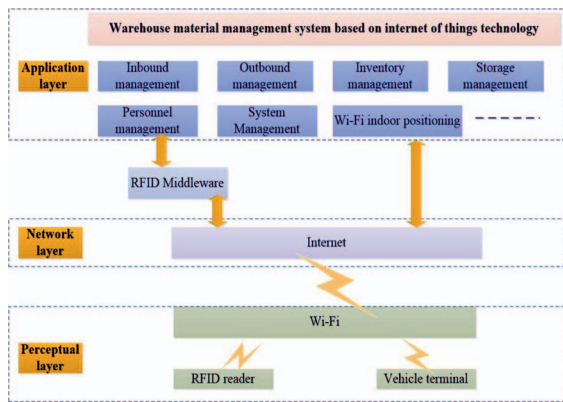 Warehouse material management system based on internet of things technology
Application
layer
Inbound
management
Outbound
management
Inventory
management
Storage
management
Personnel
management
System
Management
Wi-Fi indoor positioning
RFID Middleware
Network
layer
Internet
Perceptual
layer
Wi-Fi
RFID reader
Vehicle terminal